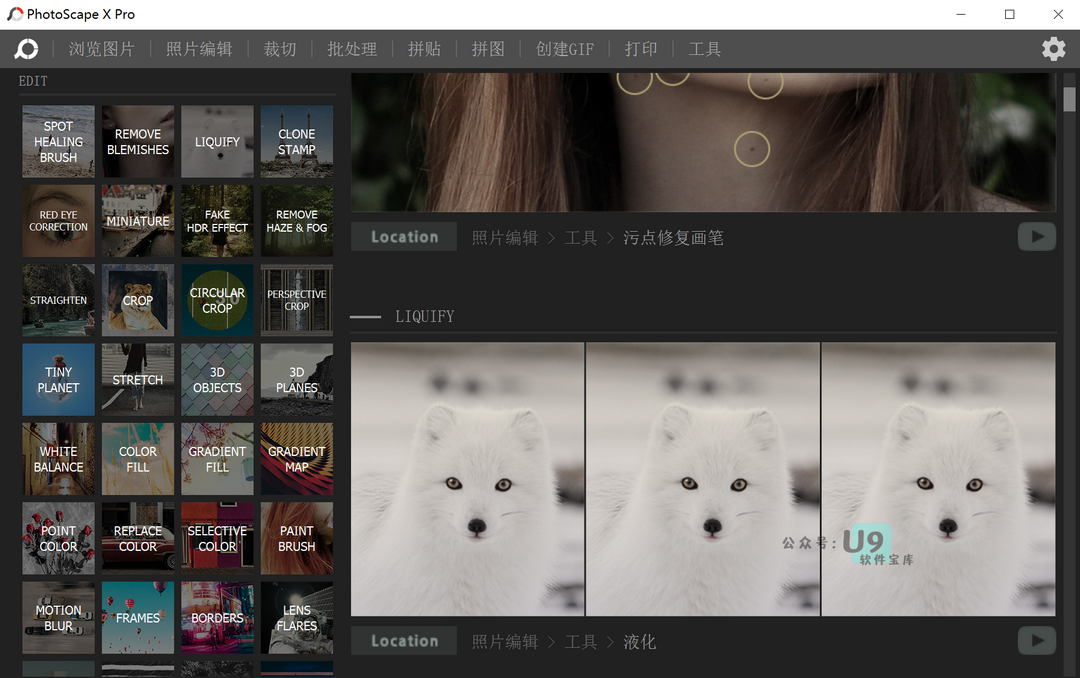 PhotoScape X Pro
浏览图片
照片编辑
裁切
批处理
拼贴
拼图
创建GIF
打印
工具
EDIT
SPOT
HEALING
BRUSH
REMOVE
BLEMISHES
LIQUIFY
CLONE
STAMP
RED EYE
CORRECTION
MINIATURE
FAKE
HDR EFFECT
REMOVE
HAZE & FOG
STRAIGHTEN
CROP
CIRCULAR
CROP
PERSPECTIVE
CROP
TINY
PLANET
STRETCH
3D
OBJECTS
3D
PLANES
WHITE
BALANCE
COLOR
FILL
GRADIENT
FILL
GRADIENT
MAP
POINT
COLOR
REPLACE
COLOR
SELECTIVE
COLOR
PAINT
BRUSH
MOTION
BLUR
FRAMES
BORDERS
LENS
FLARES
Location
照片编辑 > 工具 > 污点修复画笔
LIQUIFY
公众号: U9
软件宝库
Location
照片编辑 > 工具 > 液化